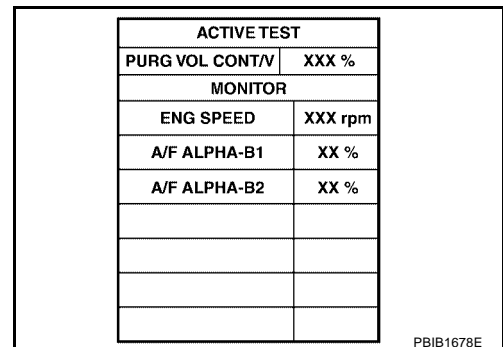 ACTIVE TEST
PURG VOL CONT/V XXX %
MONITOR
ENG SPEED XXX rpm
A/F ALPHA-B1 XX %
A/F ALPHA-B2 XX %
PBIB1678E